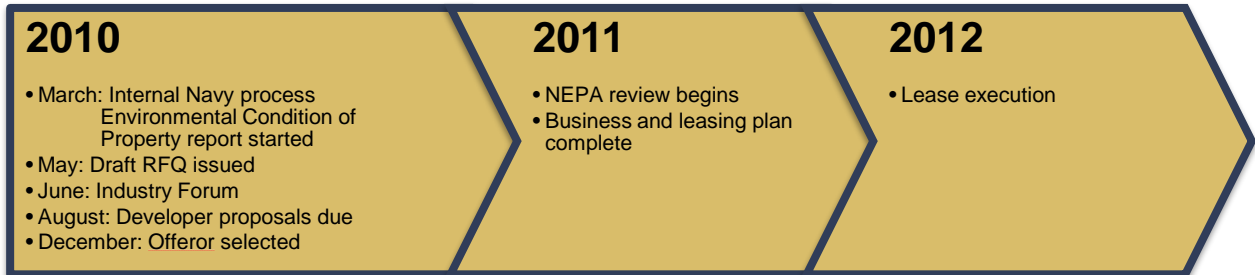 2010
• March: Internal Navy process
Environmental Condition of
Property report started
• May: Draft RFQ issued
• June: Industry Forum
• August: Developer proposals due
• December: Offeror selected
2011
• NEPA review begins
• Business and leasing plan
complete
2012
• Lease execution